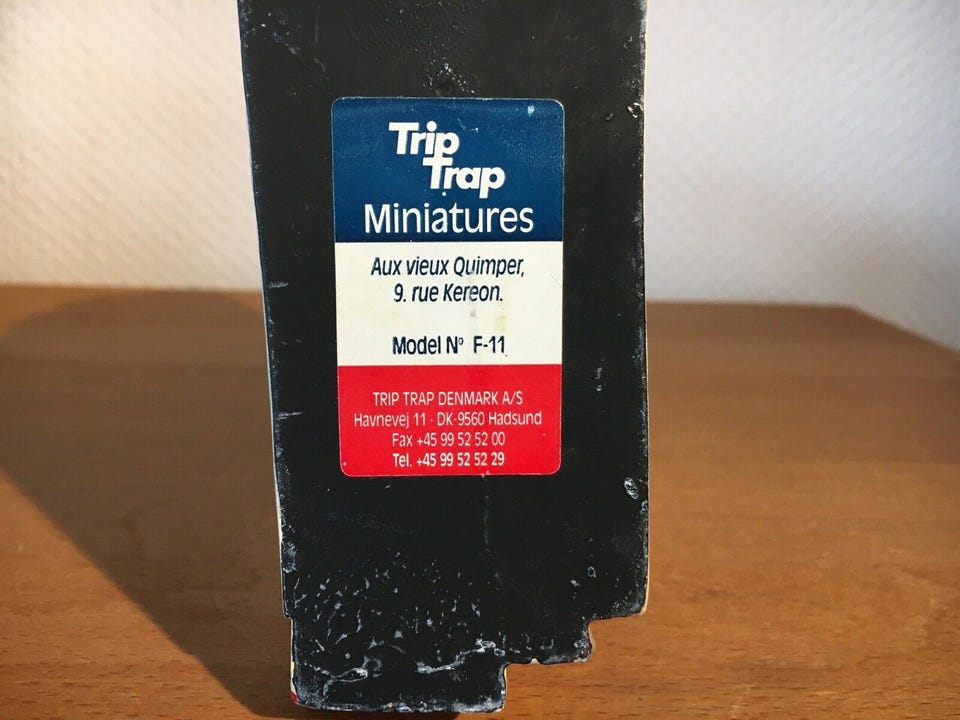 Trip
Trap
Miniatures
Aux vieux Quimper,
9. rue Kereon.
Model Nº F-11
TRIP TRAP DENMARK A/S
Havnevej 11 · DK-9560 Hadsund
Fax +45 99 52 52 00
Tel. +45 99 52 52 29